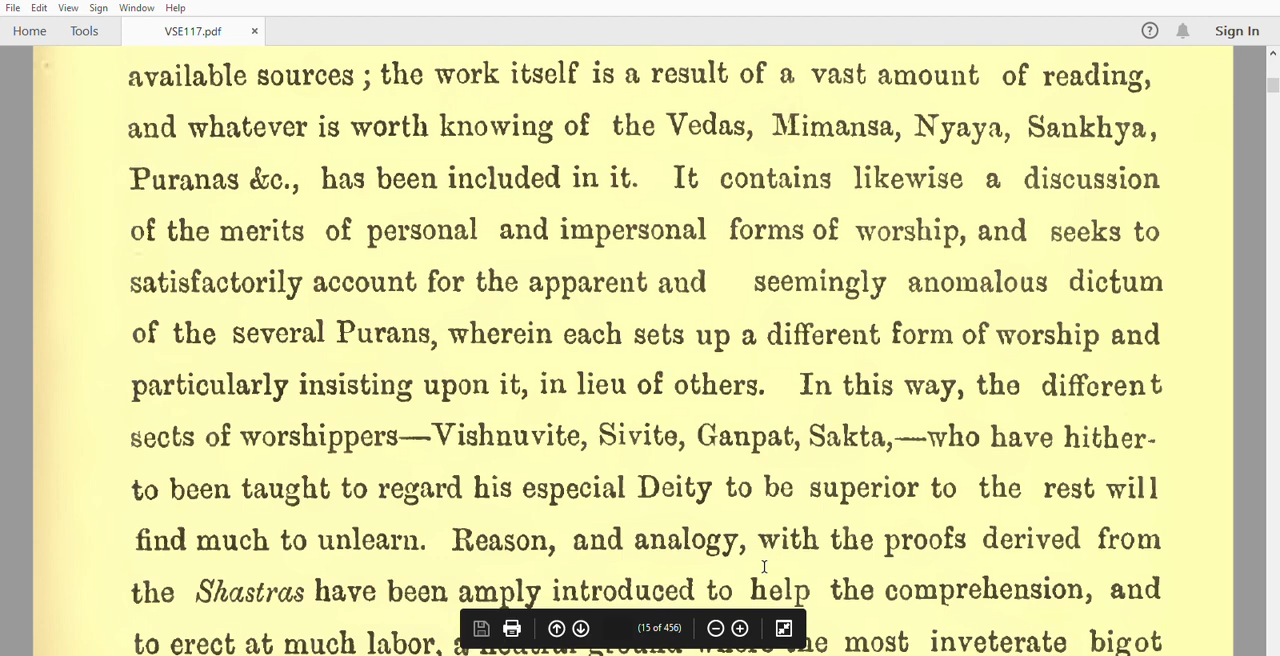 File Edit View Sign Window Help
Home Tools VSE117.pdf × Sign In
available sources ; the work itself is a result of a vast amount of reading,
and whatever is worth knowing of the Vedas, Mimansa, Nyaya, Sankhya,
Puranas &c., has been included in it. It contains likewise a discussion
of the merits of personal and impersonal forms of worship, and seeks to
satisfactorily account for the apparent and seemingly anomalous dictum
of the several Purans, wherein each sets up a different form of worship and
particularly insisting upon it, in lieu of others. In this way, the different
sects of worshippers—Vishnuvite, Sivite, Ganpat, Sakta,—who have hither-
to been taught to regard his especial Deity to be superior to the rest will
find much to unlearn. Reason, and analogy, with the proofs derived from
the Shastras have been amply introduced to help the comprehension, and
to erect at much labor, a neutral ground where the most inveterate bigot
(15 of 456)